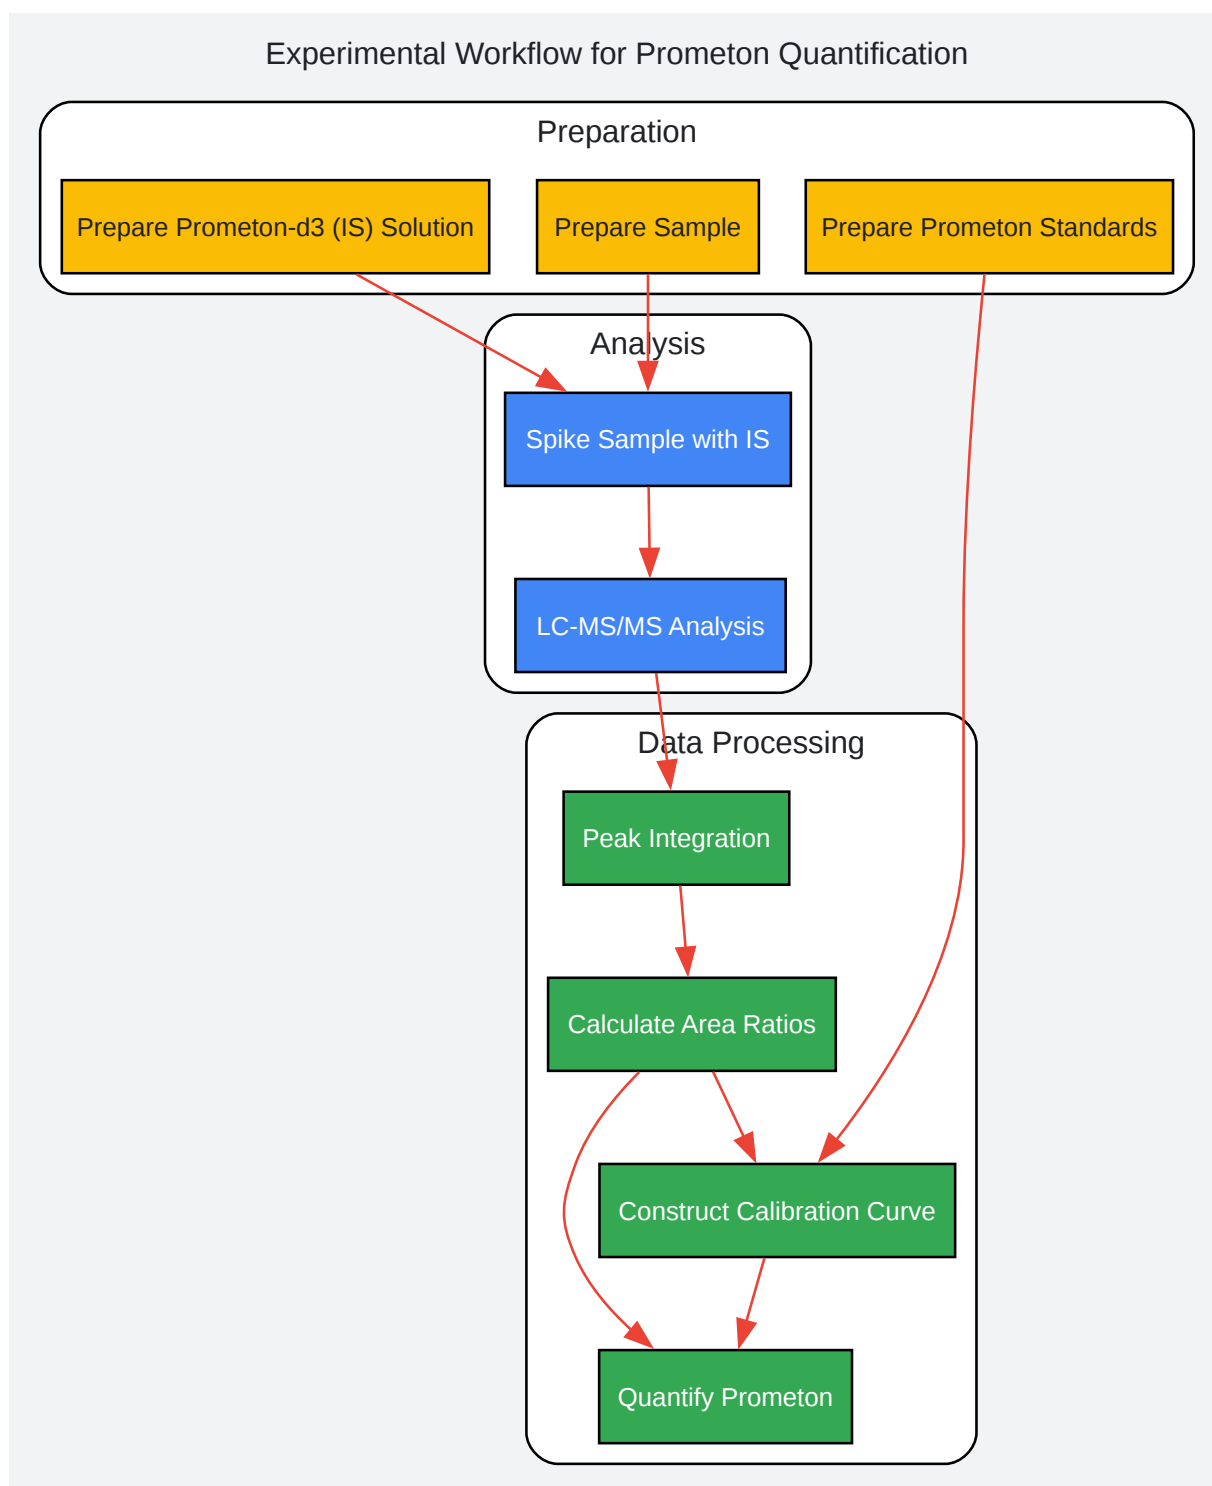 Experimental Workflow for Prometon Quantification
Preparation
Prepare Prometon-d3 (IS) Solution
Prepare Sample
Prepare Prometon Standards
Analysis
Spike Sample with IS
LC-MS/MS Analysis
Data Processing
Peak Integration
Calculate Area Ratios
Construct Calibration Curve
Quantify Prometon